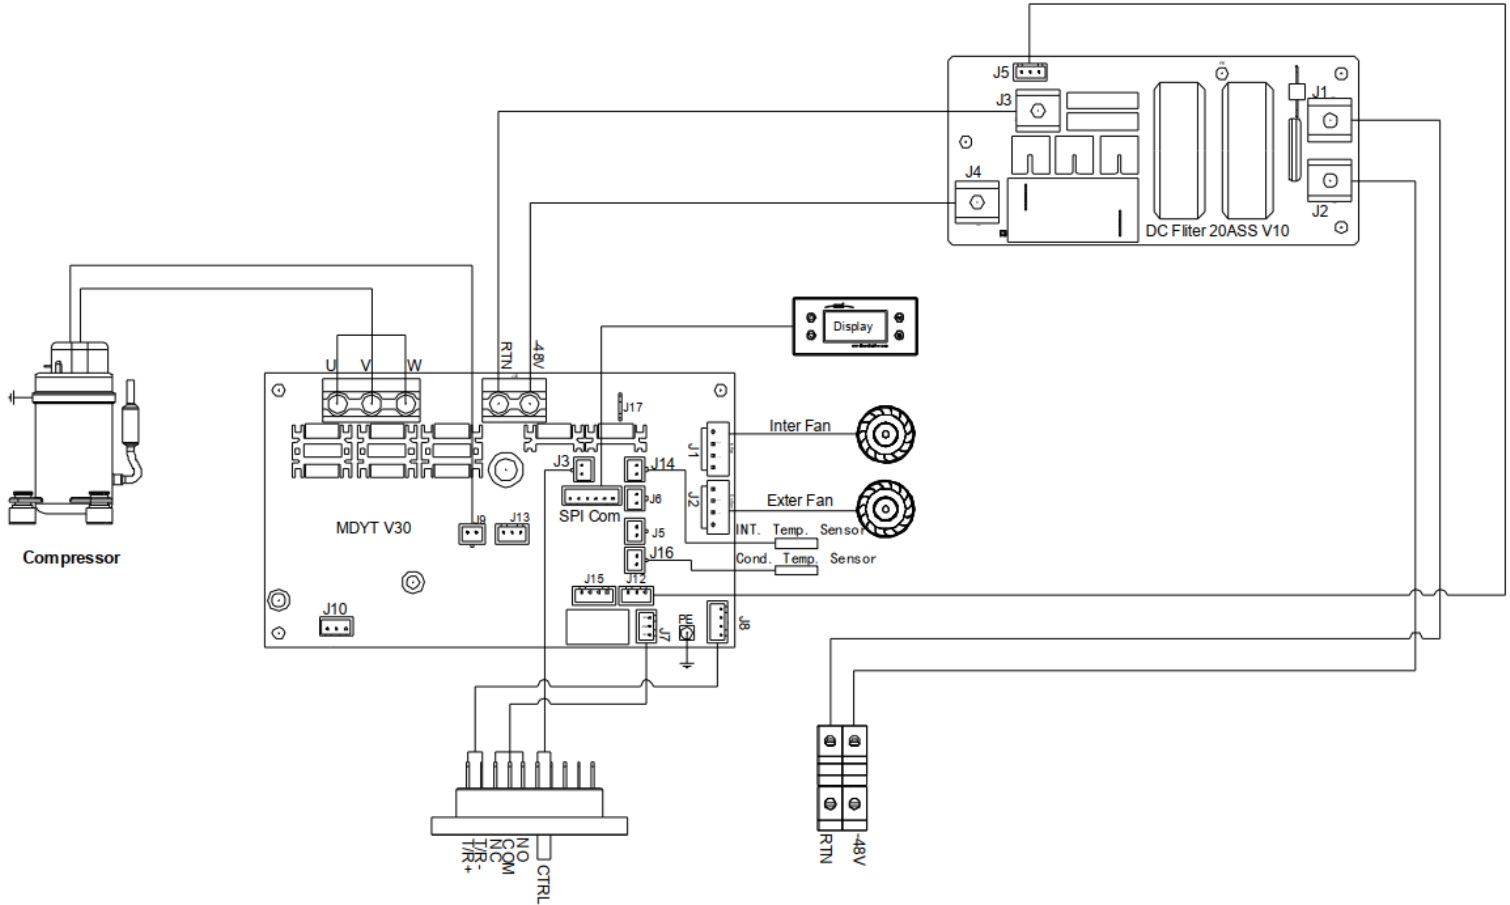 J5
J3
J1
J4
J2
DC Fliter 20ASS V10
Display
RTN
-48V
U
V
W
J17
Inter Fan
J1
J3
J14
J6
SPI Com
J2
Exter Fan
MDYT V30
J9
J13
J5
INT. Temp. Sensor
J16
Cond. Temp. Sensor
Compressor
J15
J12
J10
J7
PE
J8
T/R+
T/R-
NC
COM
NO
CTRL
RTN
-48V